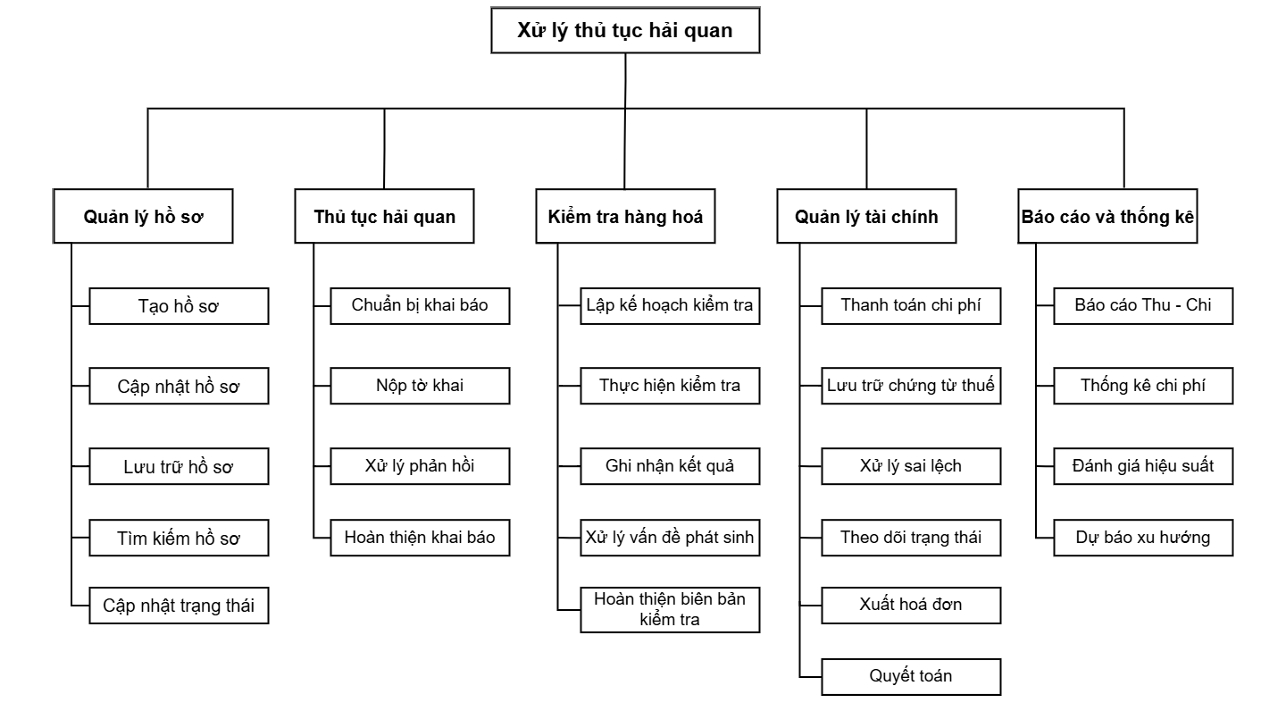 Xử lý thủ tục hải quan
Quản lý hồ sơ
Tạo hồ sơ
Cập nhật hồ sơ
Lưu trữ hồ sơ
Tìm kiếm hồ sơ
Cập nhật trạng thái
Thủ tục hải quan
Chuẩn bị khai báo
Nộp tờ khai
Xử lý phản hồi
Hoàn thiện khai báo
Kiểm tra hàng hoá
Lập kế hoạch kiểm tra
Thực hiện kiểm tra
Ghi nhận kết quả
Xử lý vấn đề phát sinh
Hoàn thiện biên bản
kiểm tra
Quản lý tài chính
Thanh toán chi phí
Lưu trữ chứng từ thuế
Xử lý sai lệch
Theo dõi trạng thái
Xuất hoá đơn
Quyết toán
Báo cáo và thống kê
Báo cáo Thu - Chi
Thống kê chi phí
Đánh giá hiệu suất
Dự báo xu hướng